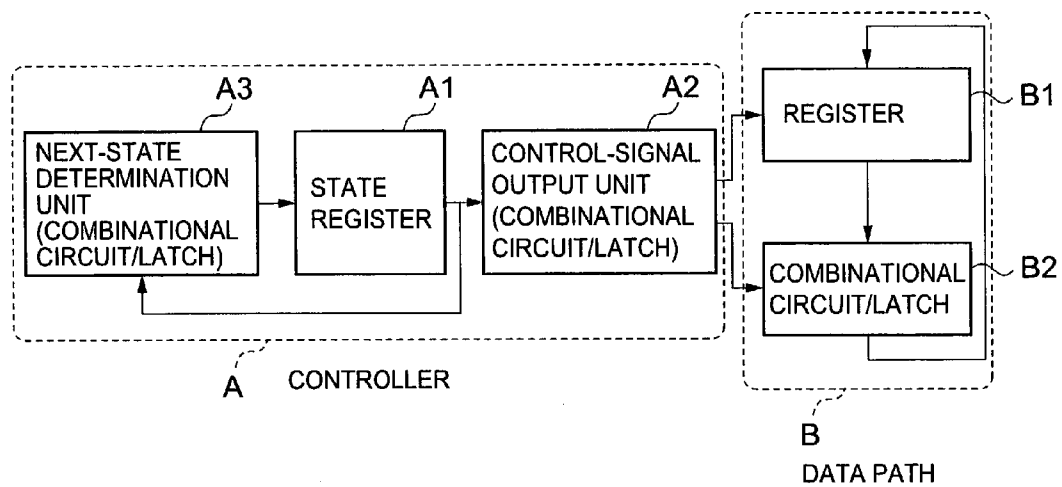 A3
A1
A2
B1
NEXT-STATE
DETERMINATION
UNIT
(COMBINATIONAL
CIRCUIT/LATCH)
STATE
REGISTER
CONTROL-SIGNAL
OUTPUT UNIT
(COMBINATIONAL
CIRCUIT/LATCH)
REGISTER
COMBINATIONAL
CIRCUIT/LATCH
B2
A
CONTROLLER
B
DATA PATH